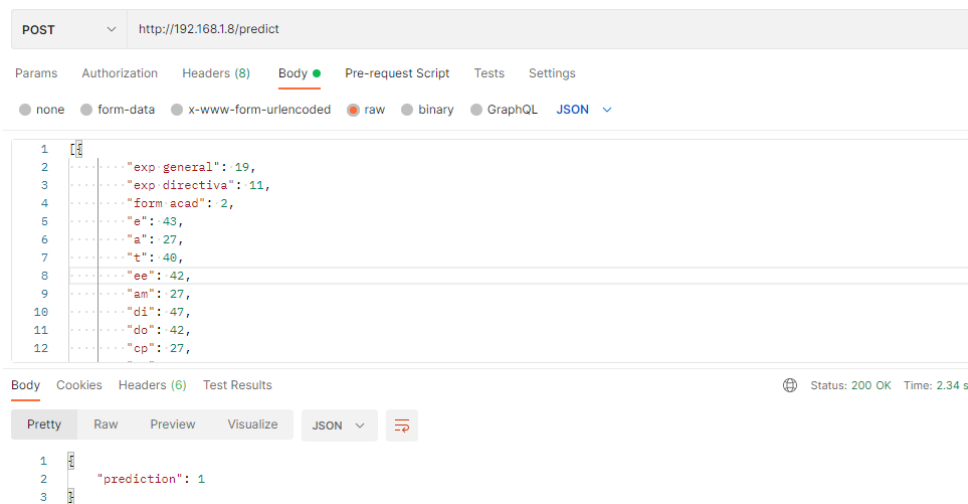 POST http://192.168.1.8/predict
Params Authorization Headers (8) Body Pre-request Script Tests Settings
none form-data x-www-form-urlencoded raw binary GraphQL JSON
1 [{
2 "exp general": 19,
3 "exp directiva": 11,
4 "form acad": 2,
5 "e": 43,
6 "a": 27,
7 "t": 40,
8 "ee": 42,
9 "am": 27,
10 "di": 47,
11 "do": 42,
12 "cp": 27,
Body Cookies Headers (6) Test Results Status: 200 OK Time: 2.34 s
Pretty Raw Preview Visualize JSON
1 {
2 "prediction": 1
3 }